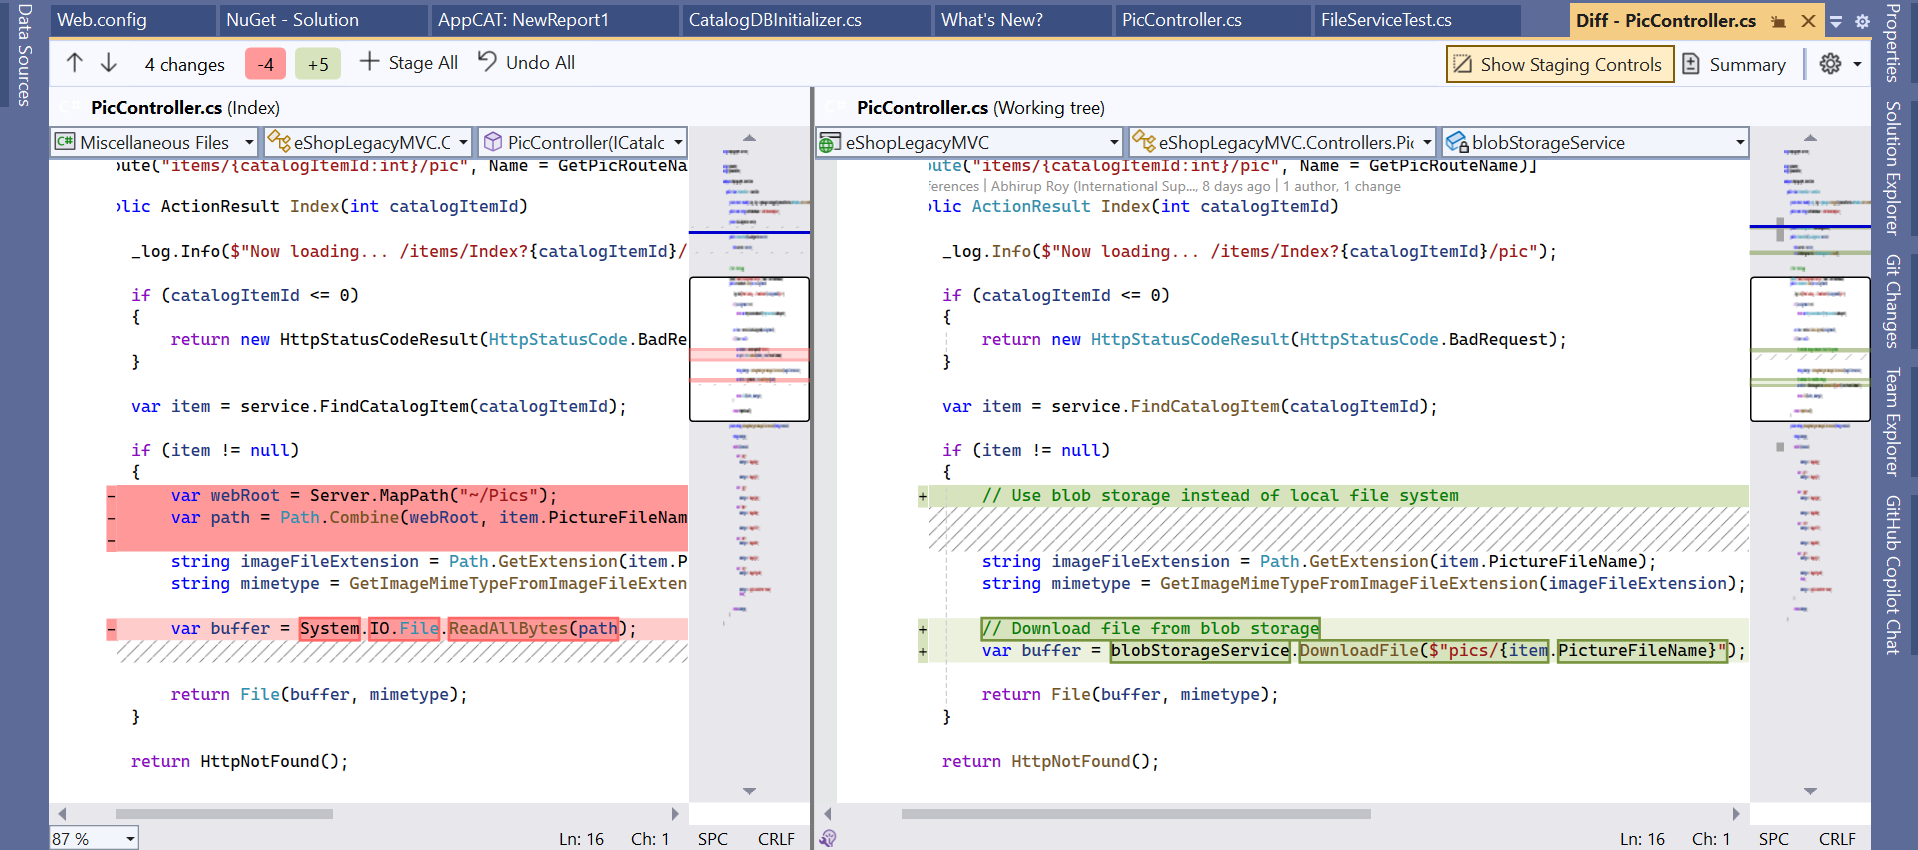 Web.config
NuGet - Solution
AppCAT: NewReport1
CatalogDBInitializer.cs
What's New?
PicController.cs
FileServiceTest.cs
Diff - PicController.cs
4 changes
-4
+5
Stage All
Undo All
Show Staging Controls
Summary
PicController.cs (Index)
Miscellaneous Files
eShopLegacyMVC.C
PicController(ICatalc
oute("items/{catalogItemId:int}/pic", Name = GetPicRouteNa
blic ActionResult Index(int catalogItemId)
_log.Info($"Now loading... /items/Index?{catalogItemId}/
if (catalogItemId <= 0)
{
return new HttpStatusCodeResult(HttpStatusCode.BadRe
}
var item = service.FindCatalogItem(catalogItemId);
if (item != null)
{
- var webRoot = Server.MapPath("~/Pics");
- var path = Path.Combine(webRoot, item.PictureFileNam
-
string imageFileExtension = Path.GetExtension(item.P
string mimetype = GetImageMimeTypeFromImageFileExten
- var buffer = System.IO.File.ReadAllBytes(path);
return File(buffer, mimetype);
}
return HttpNotFound();
87 %
Ln: 16
Ch: 1
SPC
CRLF
PicController.cs (Working tree)
eShopLegacyMVC
eShopLegacyMVC.Controllers.Pi
blobStorageService
oute("items/{catalogItemId:int}/pic", Name = GetPicRouteName)]
ferences | Abhirup Roy (International Sup..., 8 days ago | 1 author, 1 change
blic ActionResult Index(int catalogItemId)
_log.Info($"Now loading... /items/Index?{catalogItemId}/pic");
if (catalogItemId <= 0)
{
return new HttpStatusCodeResult(HttpStatusCode.BadRequest);
}
var item = service.FindCatalogItem(catalogItemId);
if (item != null)
{
+ // Use blob storage instead of local file system
string imageFileExtension = Path.GetExtension(item.PictureFileName);
string mimetype = GetImageMimeTypeFromImageFileExtension(imageFileExtension);
+ // Download file from blob storage
+ var buffer = blobStorageService.DownloadFile($"pics/{item.PictureFileName}");
return File(buffer, mimetype);
}
return HttpNotFound();
Ln: 16
Ch: 1
SPC
CRLF
Data Sources
Properties
Solution Explorer
Git Changes
Team Explorer
GitHub Copilot Chat